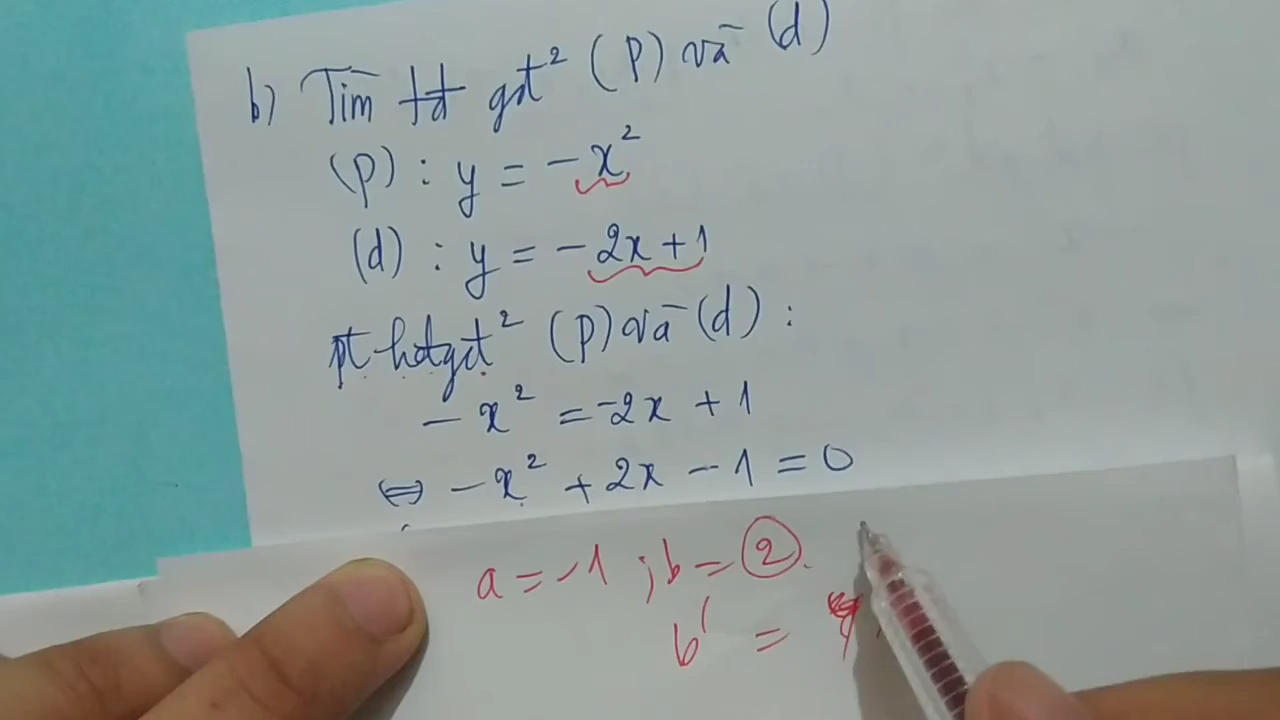 b) Tìm tđ gđ² (P) và (d)
(P) : y = -x²
(d) : y = -2x+1
pt hđgđ² (P) và (d) :
-x² = -2x + 1
⇔ -x² + 2x - 1 = 0
a = -1 ; b = 2.
b' =